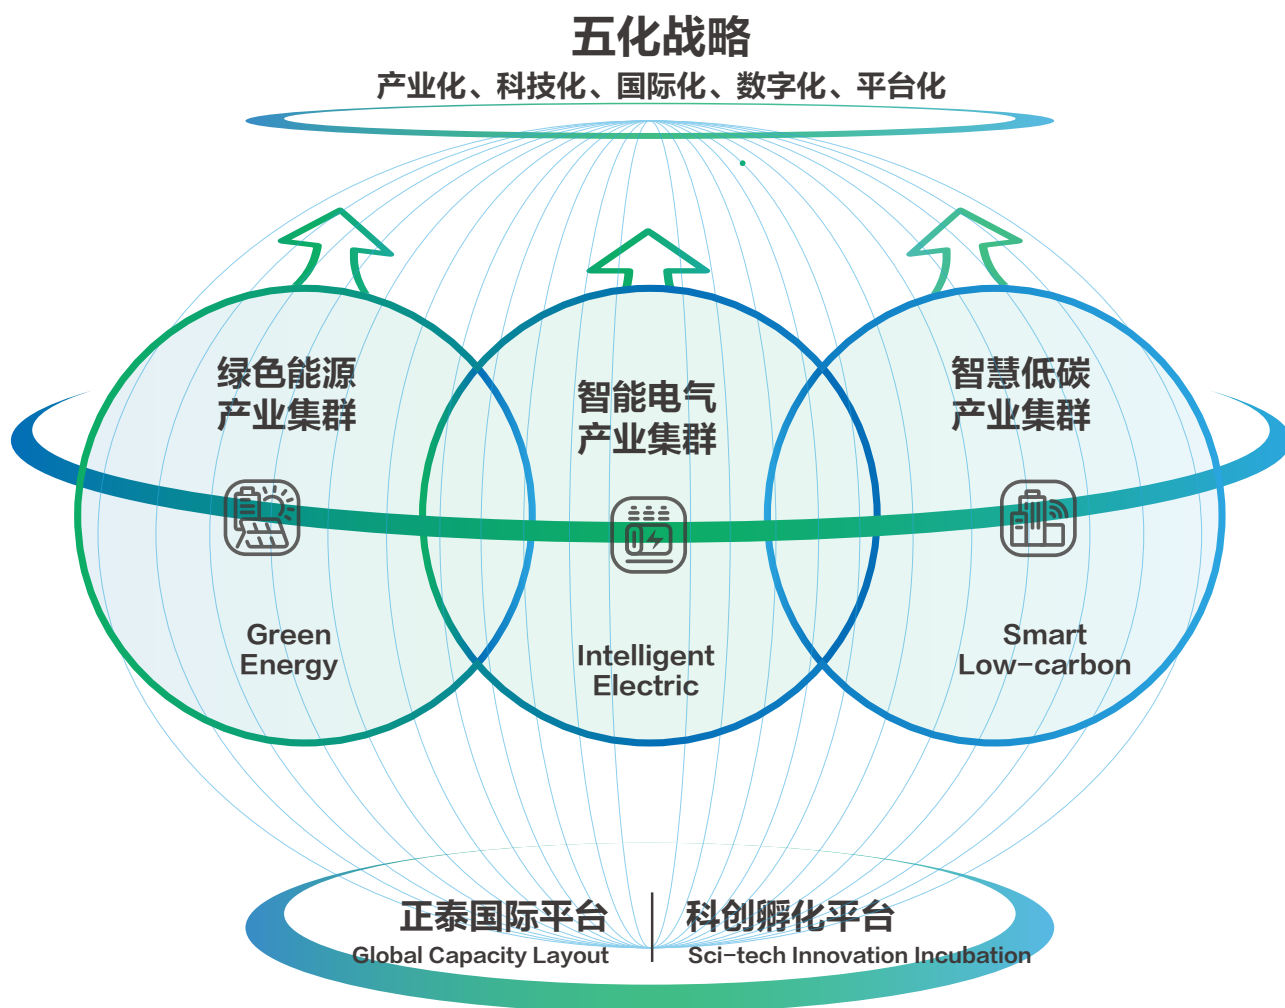 五化战略
产业化、科技化、国际化、数字化、平台化
绿色能源
产业集群
智能电气
产业集群
智慧低碳
产业集群
Green
Energy
Intelligent
Electric
Smart
Low-carbon
正泰国际平台
Global Capacity Layout
科创孵化平台
Sci-tech Innovation Incubation